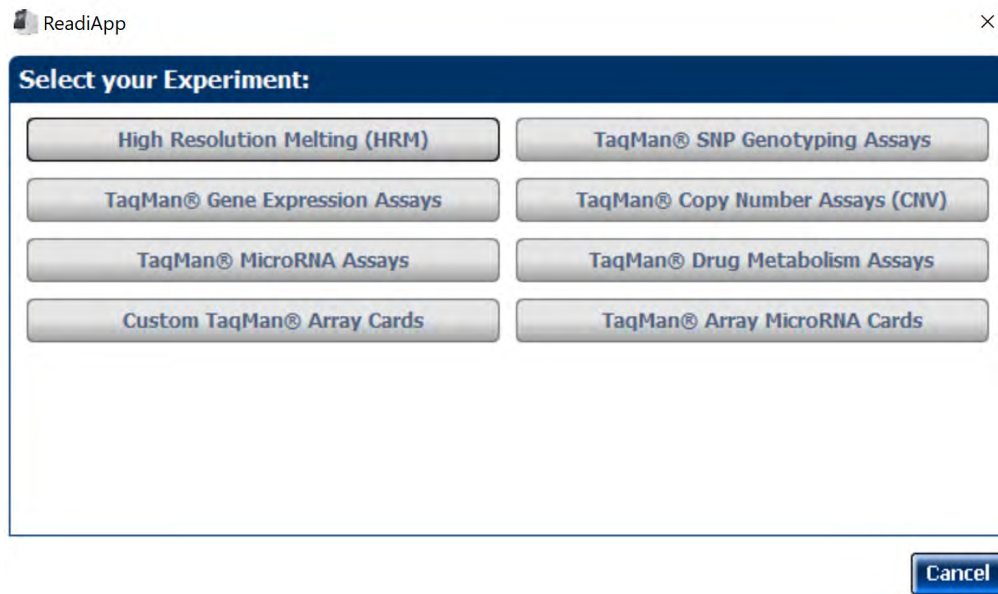 ReadiApp
Select your Experiment:
High Resolution Melting (HRM)
TaqMan® SNP Genotyping Assays
TaqMan® Gene Expression Assays
TaqMan® Copy Number Assays (CNV)
TaqMan® MicroRNA Assays
TaqMan® Drug Metabolism Assays
Custom TaqMan® Array Cards
TaqMan® Array MicroRNA Cards
Cancel